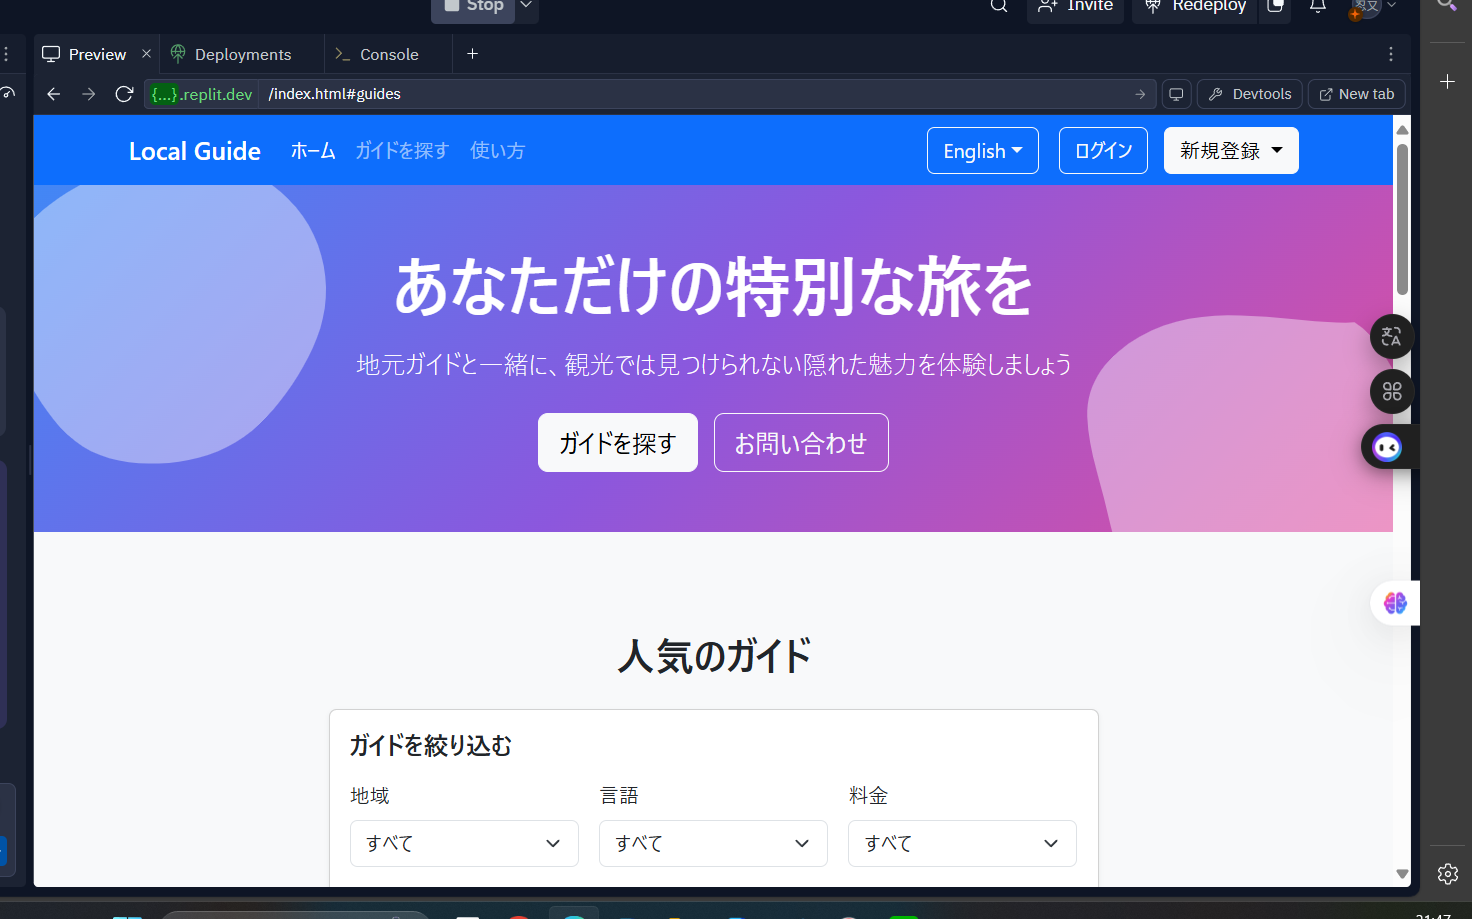 Stop
Invite
Redeploy
Preview
Deployments
Console
{...}.replit.dev
/index.html#guides
Devtools
New tab
Local Guide
ホーム
ガイドを探す
使い方
English
ログイン
新規登録
あなただけの特別な旅を
地元ガイドと一緒に、観光では見つけられない隠れた魅力を体験しましょう
ガイドを探す
お問い合わせ
人気のガイド
ガイドを絞り込む
地域
言語
料金
すべて
すべて
すべて